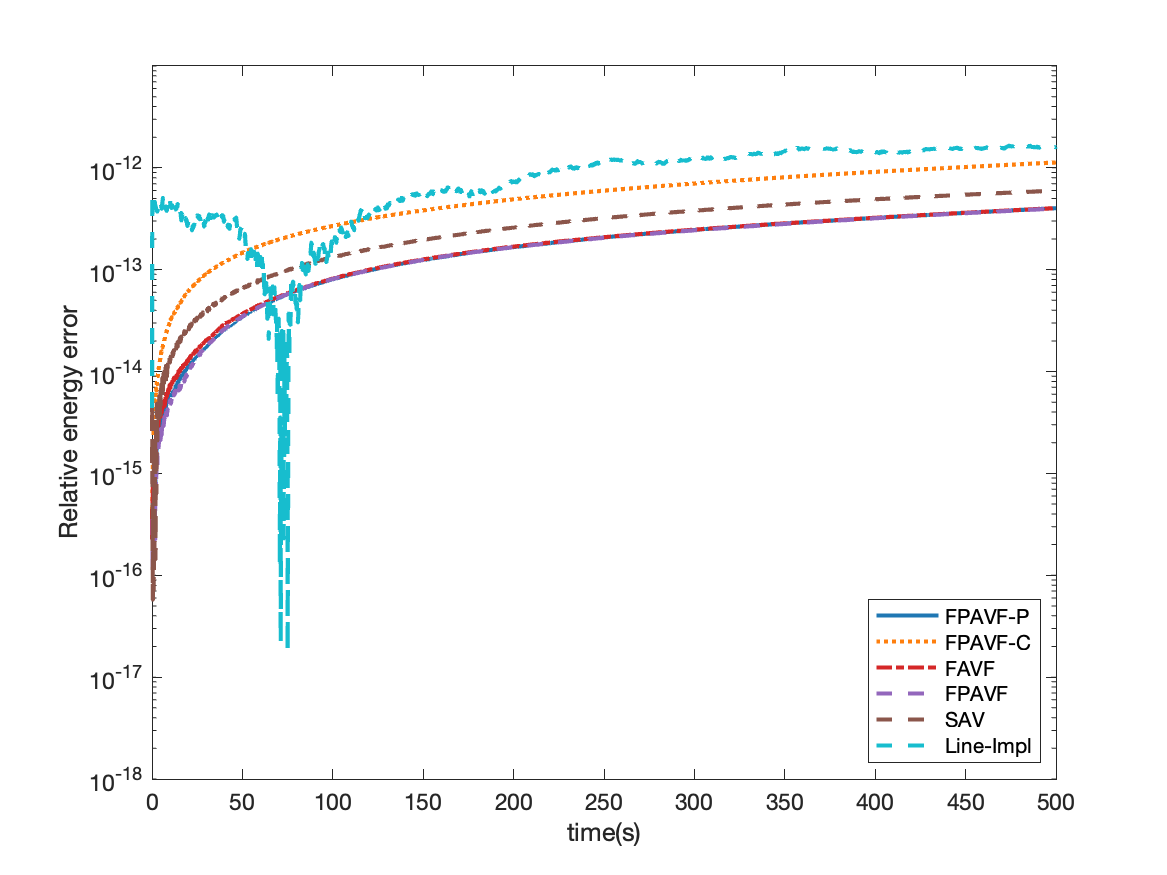 Relative energy error
10^-12
10^-13
10^-14
10^-15
10^-16
10^-17
10^-18
0 50 100 150 200 250 300 350 400 450 500
time(s)
FPAVF-P
FPAVF-C
FAVF
FPAVF
SAV
Line-Impl